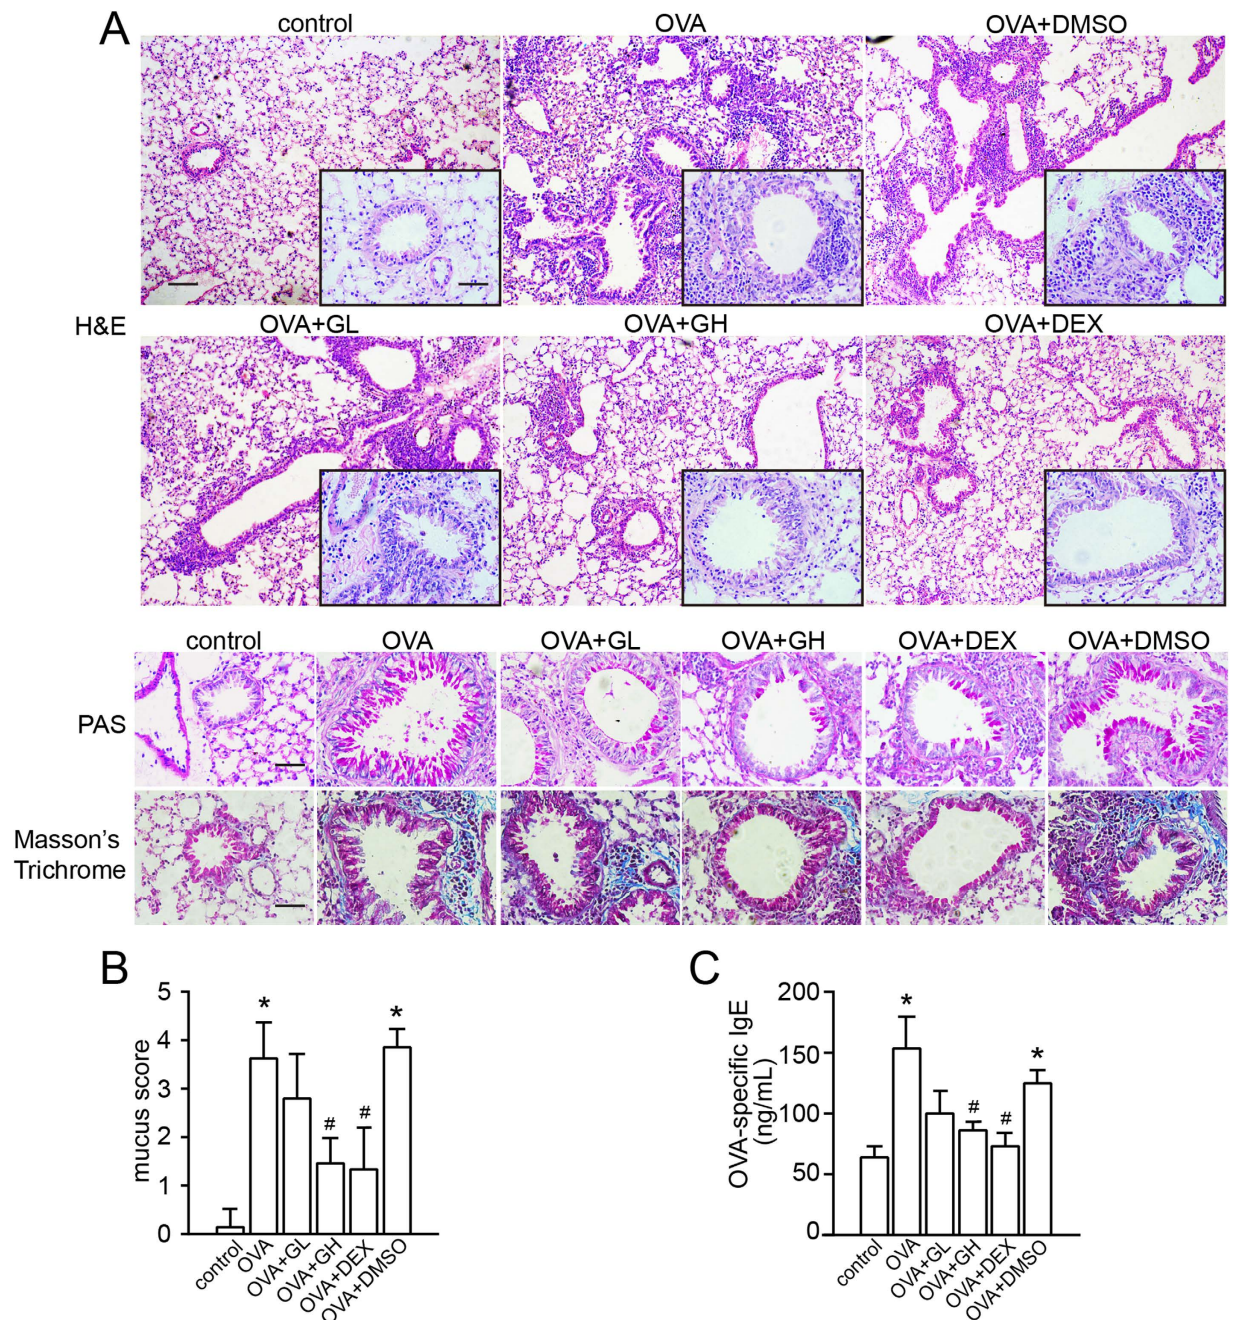 A
control OVA OVA+DMSO
H&E
OVA+GL OVA+GH OVA+DEX
control OVA OVA+GL OVA+GH OVA+DEX OVA+DMSO
PAS
Masson's
Trichrome
B
mucus score
5
4
3
2
1
0
* # # *
control OVA OVA+GL OVA+GH OVA+DEX OVA+DMSO
C
OVA-specific IgE
(ng/mL)
200
150
100
50
0
* # # *
control OVA OVA+GL OVA+GH OVA+DEX OVA+DMSO